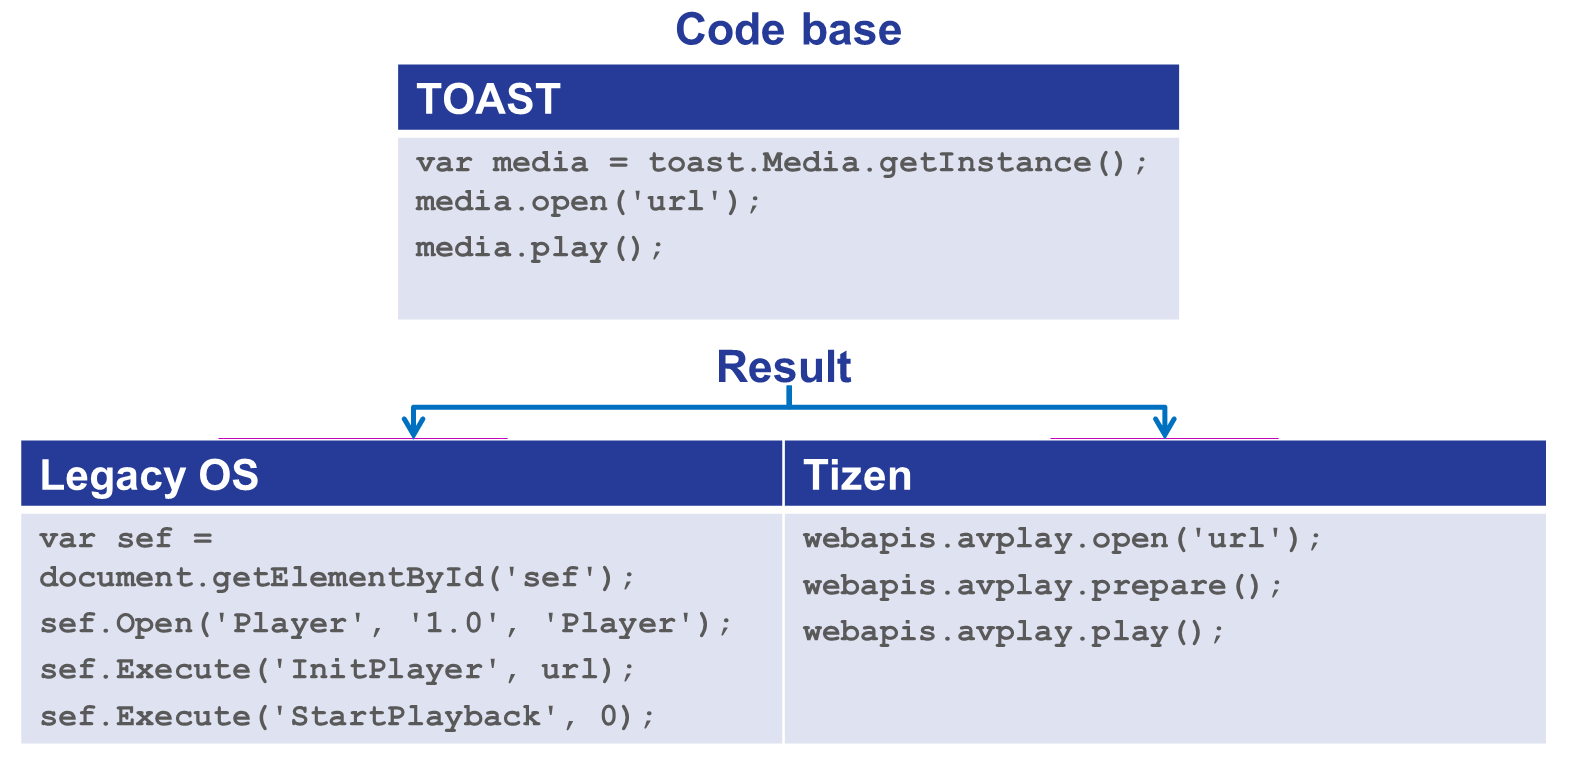 Code base
TOAST
var media = toast.Media.getInstance();
media.open('url');
media.play();
Result
Legacy OS
var sef =
document.getElementById('sef');
sef.Open('Player', '1.0', 'Player');
sef.Execute('InitPlayer', url);
sef.Execute('StartPlayback', 0);
Tizen
webapis.avplay.open('url');
webapis.avplay.prepare();
webapis.avplay.play();